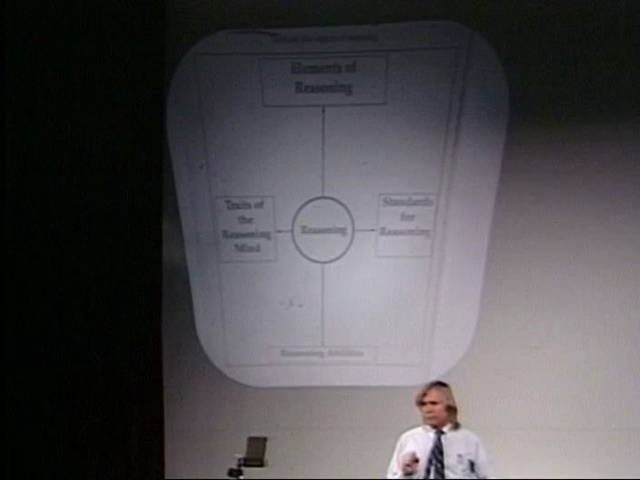 Elements of
Reasoning
Traits of
the
Reasoning
Mind
Reasoning
Standards
for
Reasoning
Reasoning Abilities